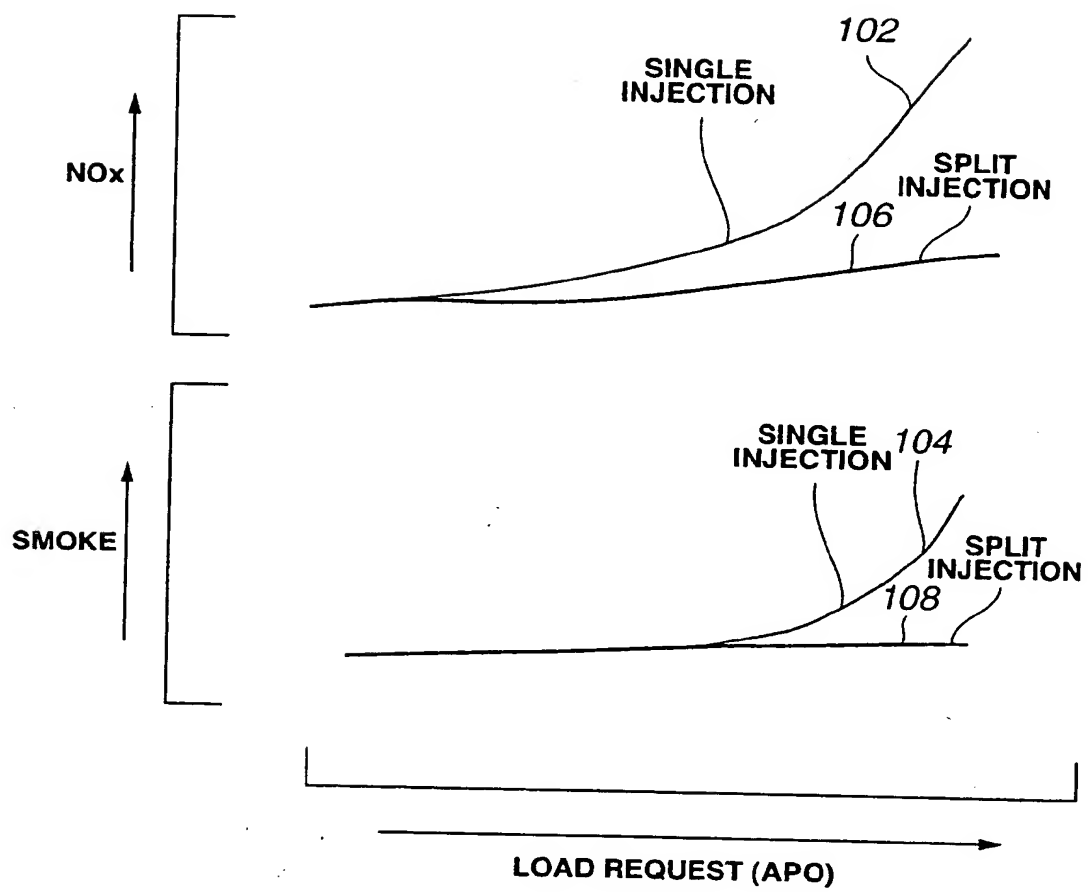 102
SINGLE
INJECTION
NOx
SPLIT
INJECTION
106
SINGLE
INJECTION
104
SMOKE
SPLIT
INJECTION
108
LOAD REQUEST (APO)